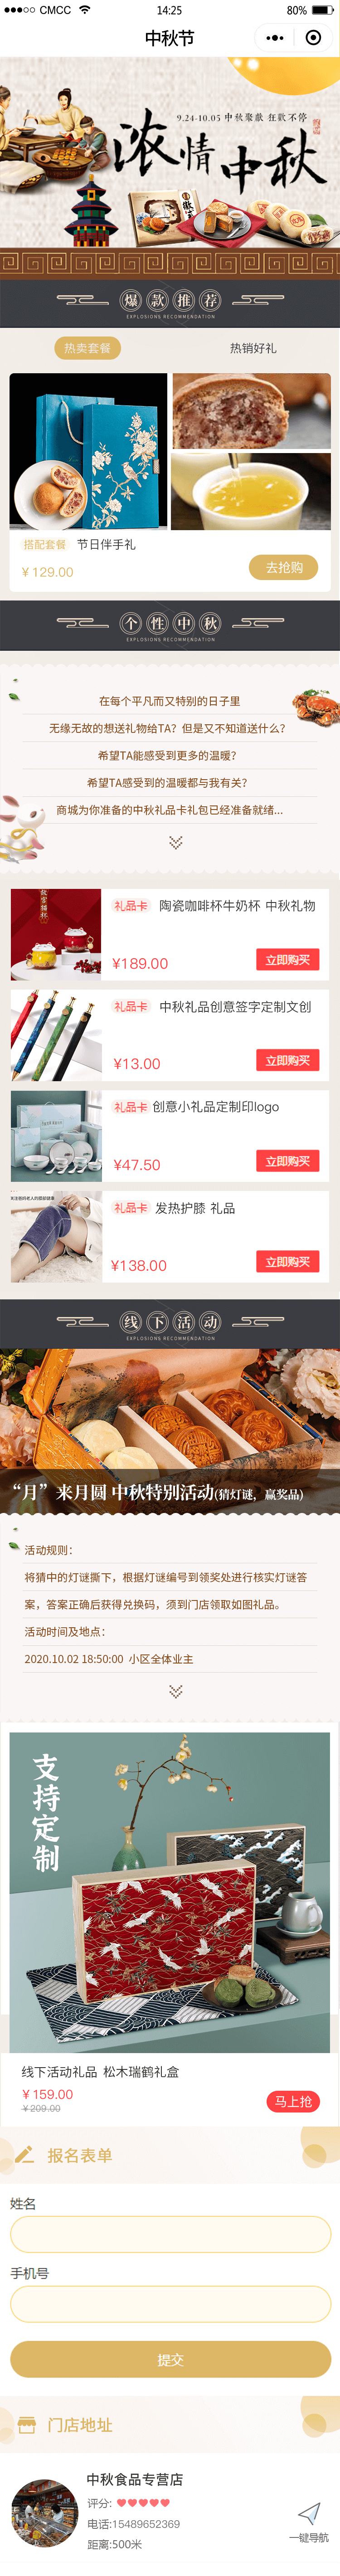 CMCC
14:25
80%
中秋节
9.24-10.05 中秋聚献 狂歡不停
浓情中秋
爆款推荐
EXPLOSIONS RECOMMENDATION
热卖套餐
热销好礼
搭配套餐 节日伴手礼
￥129.00
去抢购
个性中秋
EXPLOSIONS RECOMMENDATION
在每个平凡而又特别的日子里
无缘无故的想送礼物给TA？但是又不知道送什么？
希望TA能感受到更多的温暖？
希望TA感受到的温暖都与我有关？
商城为你准备的中秋礼品卡礼包已经准备就绪...
礼品卡 陶瓷咖啡杯牛奶杯 中秋礼物
¥189.00
立即购买
礼品卡 中秋礼品创意签字定制文创
¥13.00
立即购买
礼品卡 创意小礼品定制印logo
¥47.50
立即购买
礼品卡 发热护膝 礼品
¥138.00
立即购买
线下活动
EXPLOSIONS RECOMMENDATION
“月”来月圆 中秋特别活动(猜灯谜，赢奖品)
活动规则：
将猜中的灯谜撕下，根据灯谜编号到领奖处进行核实灯谜答
案，答案正确后获得兑换码，须到门店领取如图礼品。
活动时间及地点：
2020.10.02 18:50:00 小区全体业主
支持定制
线下活动礼品 松木瑞鹤礼盒
￥159.00
￥209.00
马上抢
报名表单
姓名
手机号
提交
门店地址
中秋食品专营店
评分:
电话:15489652369
距离:500米
一键导航